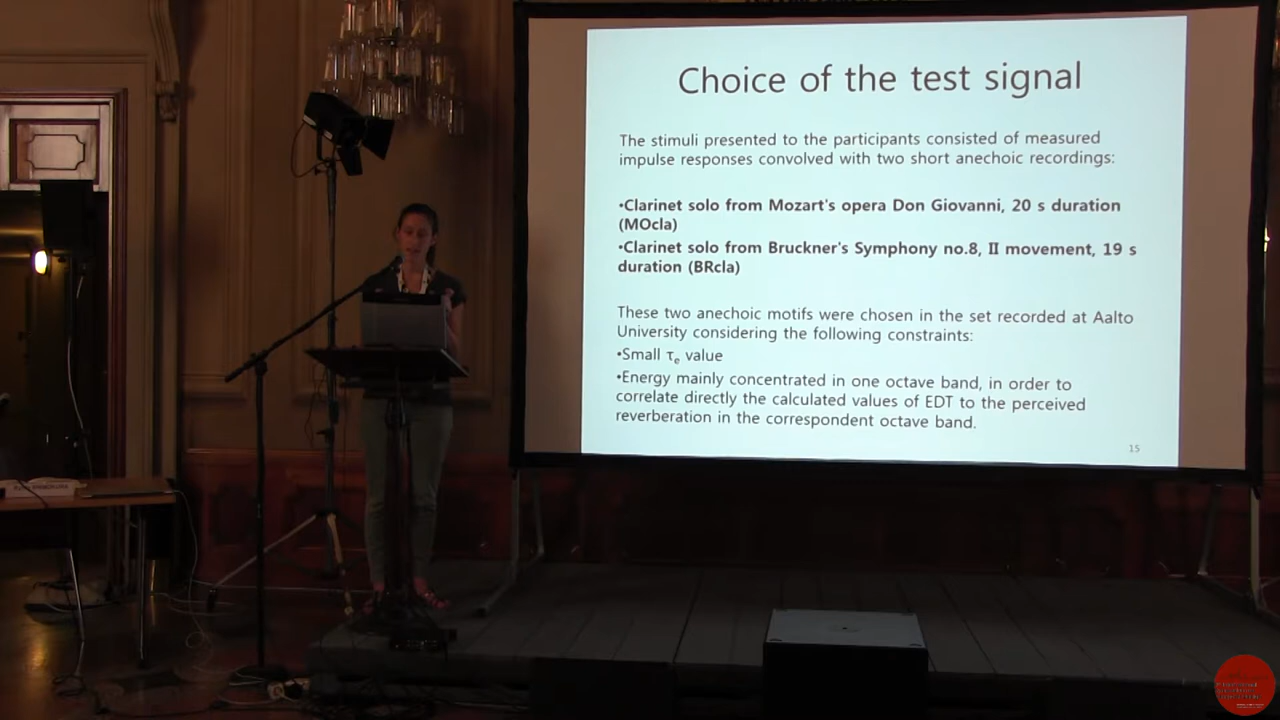 Choice of the test signal
The stimuli presented to the participants consisted of measured
impulse responses convolved with two short anechoic recordings:
•Clarinet solo from Mozart's opera Don Giovanni, 20 s duration
(MOcla)
•Clarinet solo from Bruckner's Symphony no.8, II movement, 19 s
duration (BRcla)
These two anechoic motifs were chosen in the set recorded at Aalto
University considering the following constraints:
•Small τe value
•Energy mainly concentrated in one octave band, in order to
correlate directly the calculated values of EDT to the perceived
reverberation in the correspondent octave band.
15